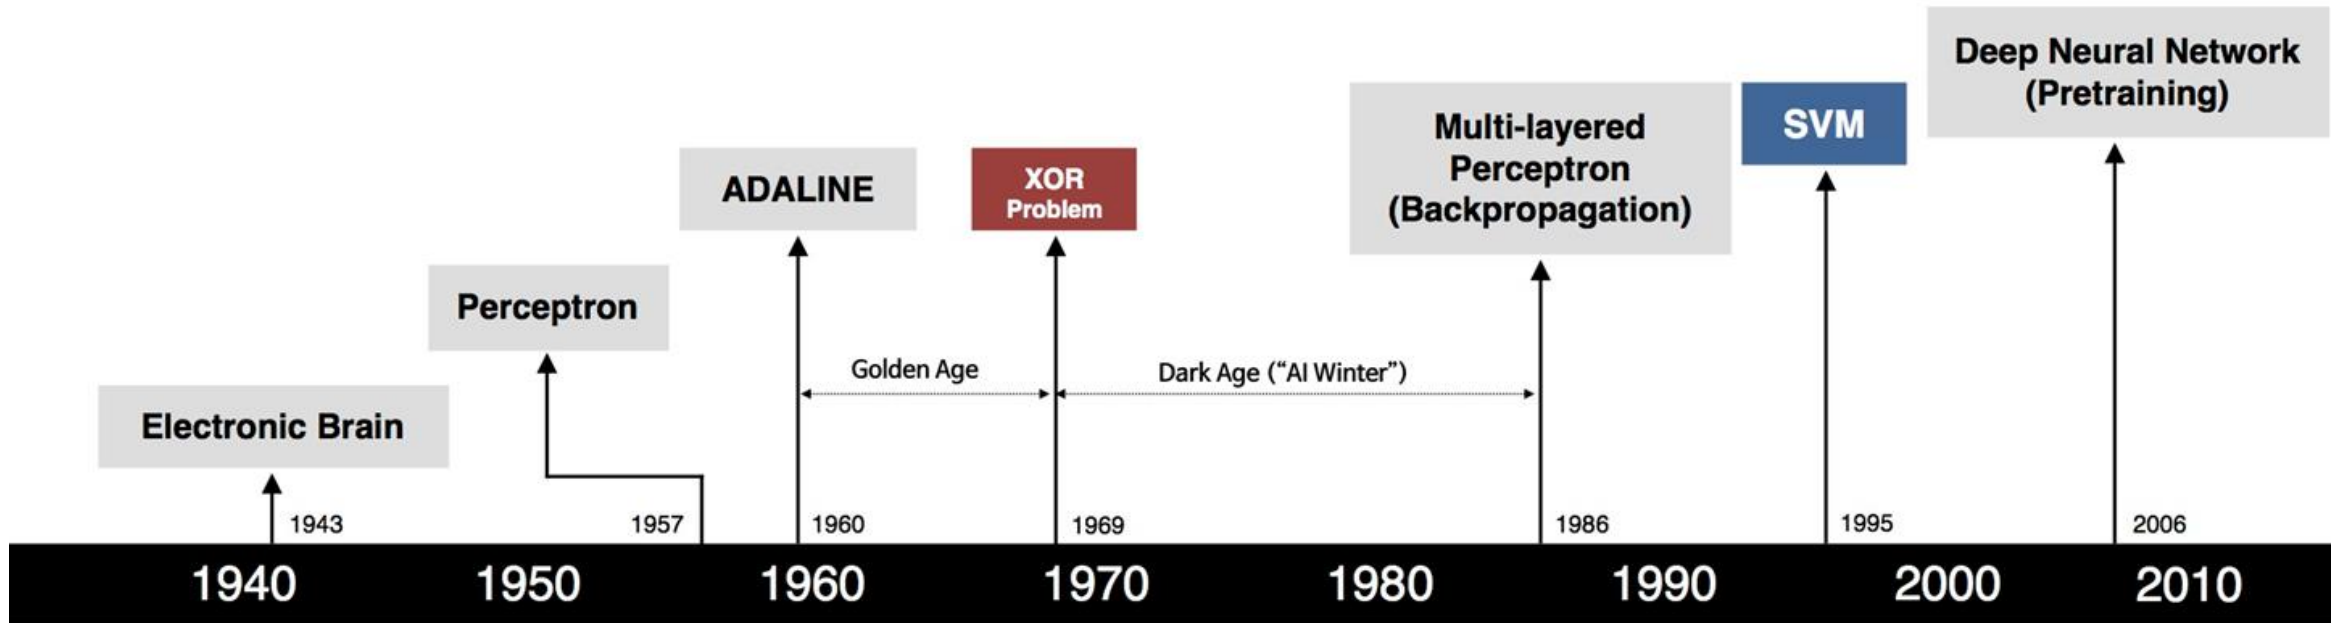 Deep Neural Network
(Pretraining)
Multi-layered
Perceptron
(Backpropagation)
SVM
ADALINE
XOR
Problem
Perceptron
Golden Age
Dark Age (“AI Winter”)
Electronic Brain
1943
1957
1960
1969
1986
1995
2006
1940
1950
1960
1970
1980
1990
2000
2010